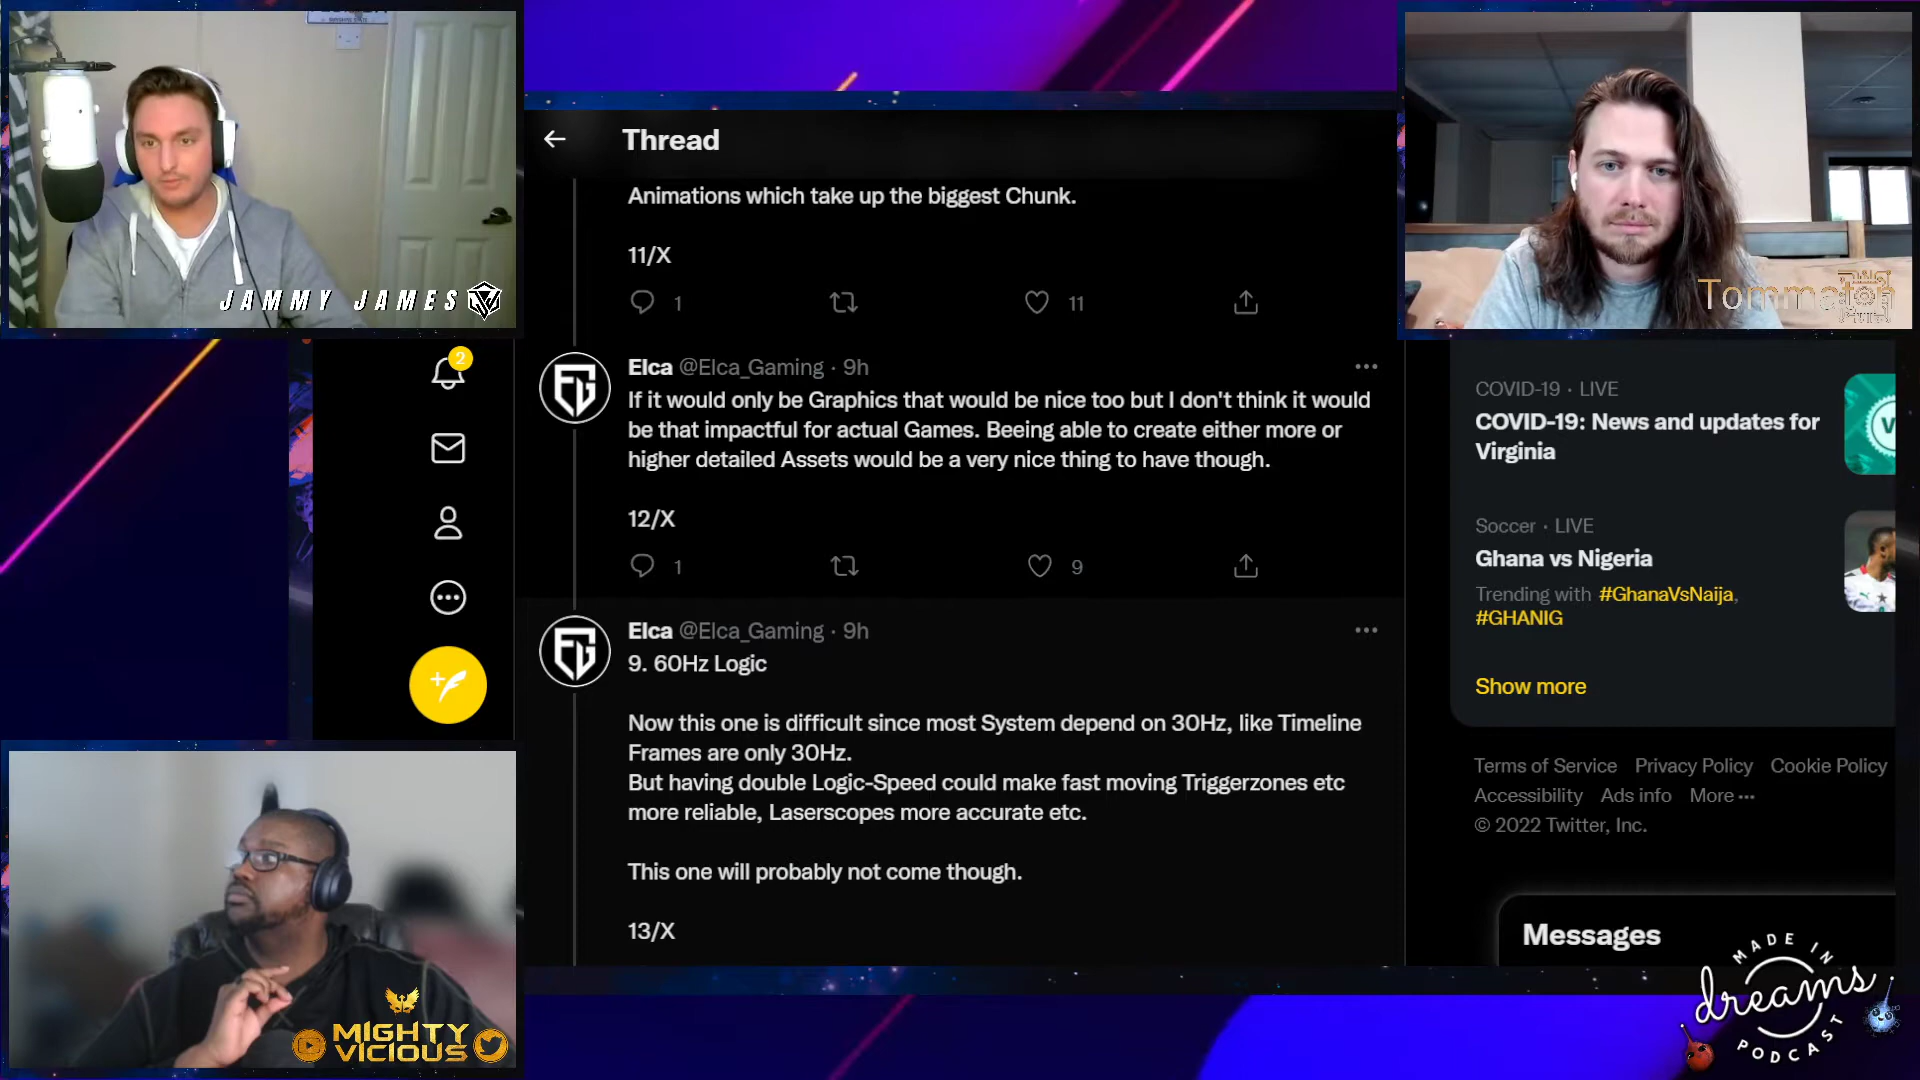 Thread
Animations which take up the biggest Chunk.
11/X
1
11
Elca @Elca_Gaming · 9h
If it would only be Graphics that would be nice too but I don't think it would
be that impactful for actual Games. Beeing able to create either more or
higher detailed Assets would be a very nice thing to have though.
12/X
1
9
Elca @Elca_Gaming · 9h
9. 60Hz Logic
Now this one is difficult since most System depend on 30Hz, like Timeline
Frames are only 30Hz.
But having double Logic-Speed could make fast moving Triggerzones etc
more reliable, Laserscopes more accurate etc.
This one will probably not come though.
13/X
JAMMY JAMES
2
MIGHTY
VICIOUS
COVID-19 · LIVE
COVID-19: News and updates for
Virginia
Soccer · LIVE
Ghana vs Nigeria
Trending with #GhanaVsNaija,
#GHANIG
Show more
Terms of Service Privacy Policy Cookie Policy
Accessibility Ads info More ···
© 2022 Twitter, Inc.
Messages
MADE IN
dreams
PODCAST